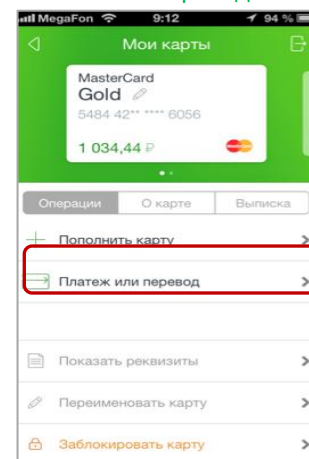 MegaFon 9:12 94 %
Мои карты
MasterCard
Gold
5484 42** **** 6056
1 034,44 ₽
Операции О карте Выписка
Пополнить карту
Платеж или перевод
Показать реквизиты
Переименовать карту
Заблокировать карту